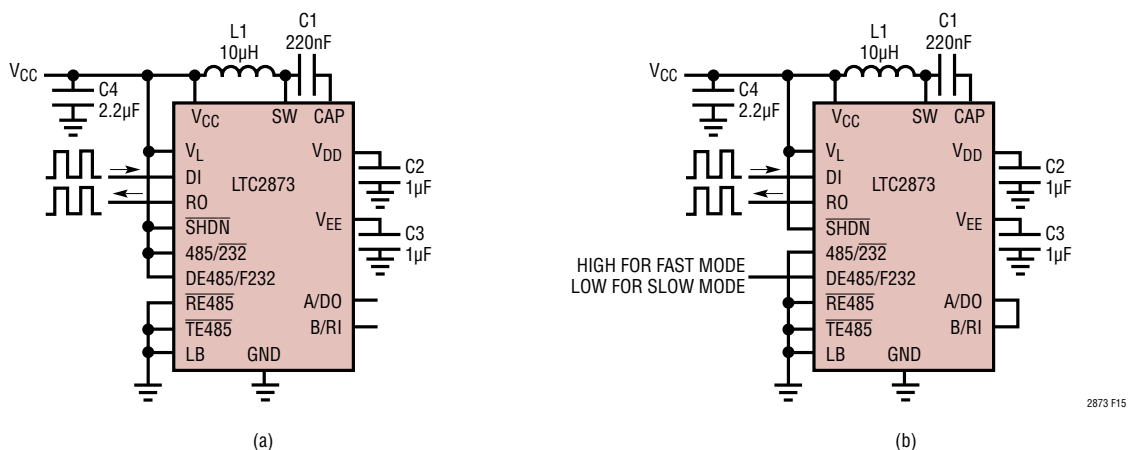 C1
220nF
L1
10µH
VCC
C4
2.2µF
VCC
SW
CAP
VL
VDD
DI
LTC2873
C2
1µF
RO
VEE
SHDN
C3
1µF
485/232
DE485/F232
RE485
A/DO
TE485
B/RI
LB
GND
(a)
C1
220nF
L1
10µH
VCC
C4
2.2µF
VCC
SW
CAP
VL
VDD
DI
LTC2873
C2
1µF
RO
VEE
SHDN
C3
1µF
485/232
HIGH FOR FAST MODE
LOW FOR SLOW MODE
DE485/F232
RE485
A/DO
TE485
B/RI
LB
GND
2873 F15
(b)